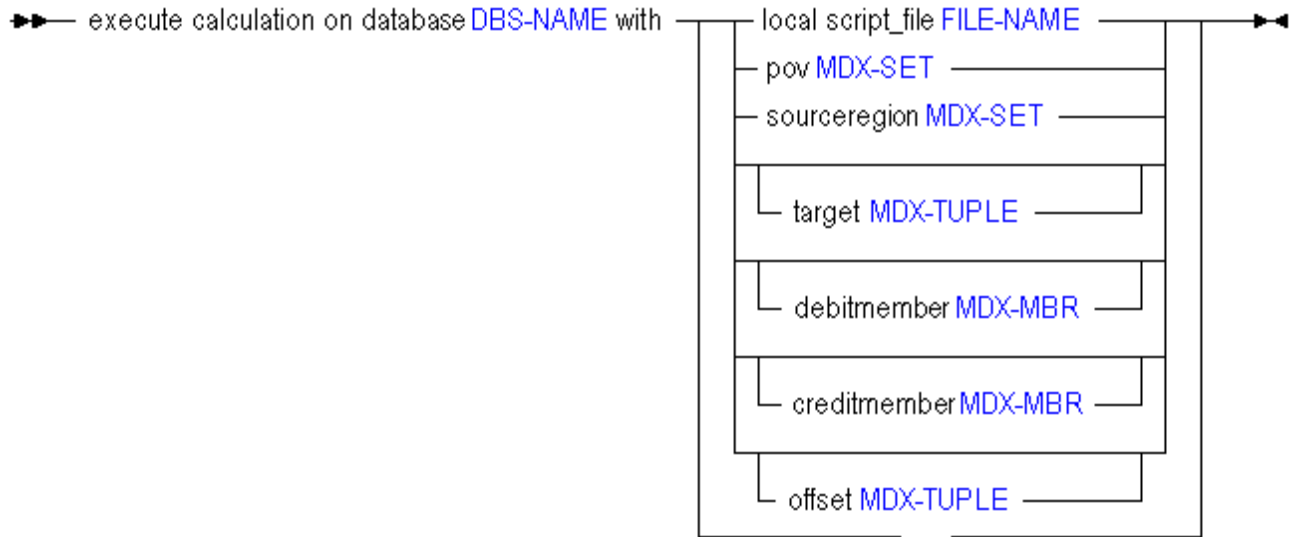 execute calculation on database DBS-NAME with local script_file FILE-NAME
pov MDX-SET
sourceregion MDX-SET
target MDX-TUPLE
debitmember MDX-MBR
creditmember MDX-MBR
offset MDX-TUPLE